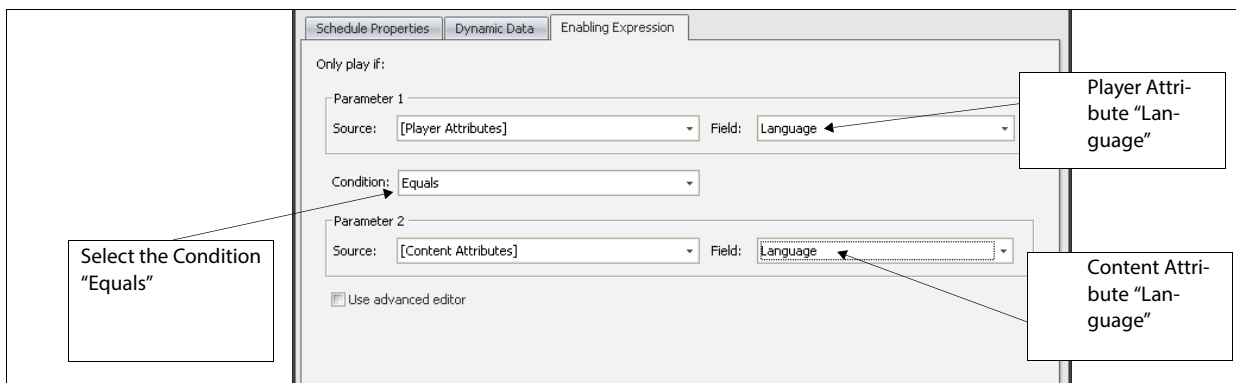 Schedule Properties Dynamic Data Enabling Expression
Only play if:
Parameter 1
Source: [Player Attributes] Field: Language
Condition: Equals
Parameter 2
Source: [Content Attributes] Field: Language
Use advanced editor
Player Attri-
bute “Lan-
guage”
Select the Condition
“Equals”
Content Attri-
bute “Lan-
guage”